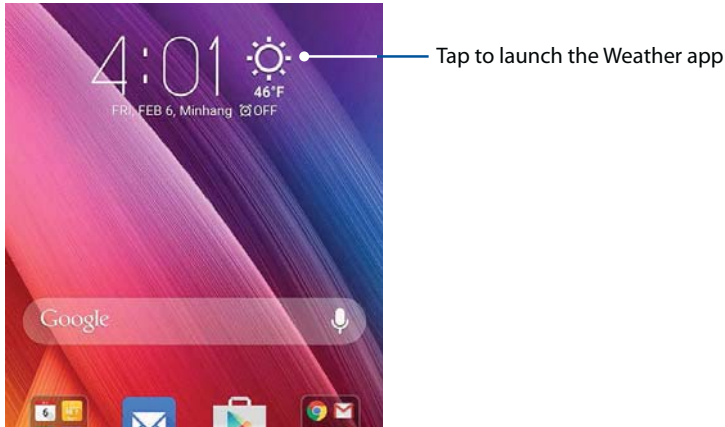 4:01
46°F
FRI, FEB 6, Minhang OFF
Tap to launch the Weather app
Google
6